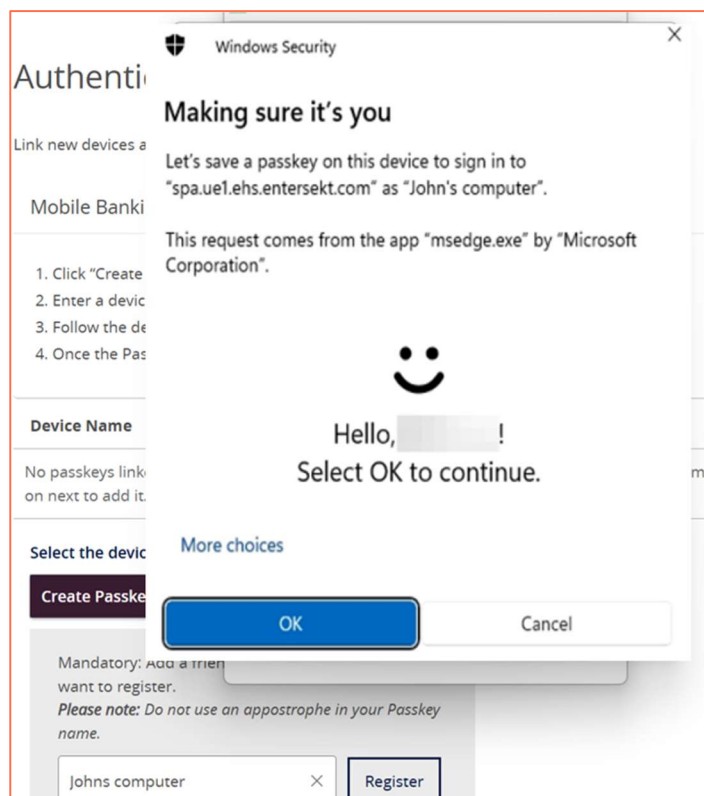 Windows Security
Authenti
Making sure it's you
Link new devices a
Let's save a passkey on this device to sign in to
"spa.ue1.ehs.entersekt.com" as "John's computer".
Mobile Banki
This request comes from the app "msedge.exe" by "Microsoft
Corporation".
1. Click "Create
2. Enter a devic
3. Follow the de
4. Once the Pas
Device Name
Hello, !
Select OK to continue.
No passkeys link
m
on next to add it.
More choices
Select the devic
Create Passke
OK
Cancel
Mandatory: Add a frien
want to register.
Please note: Do not use an appostrophe in your Passkey
name.
Johns computer
Register